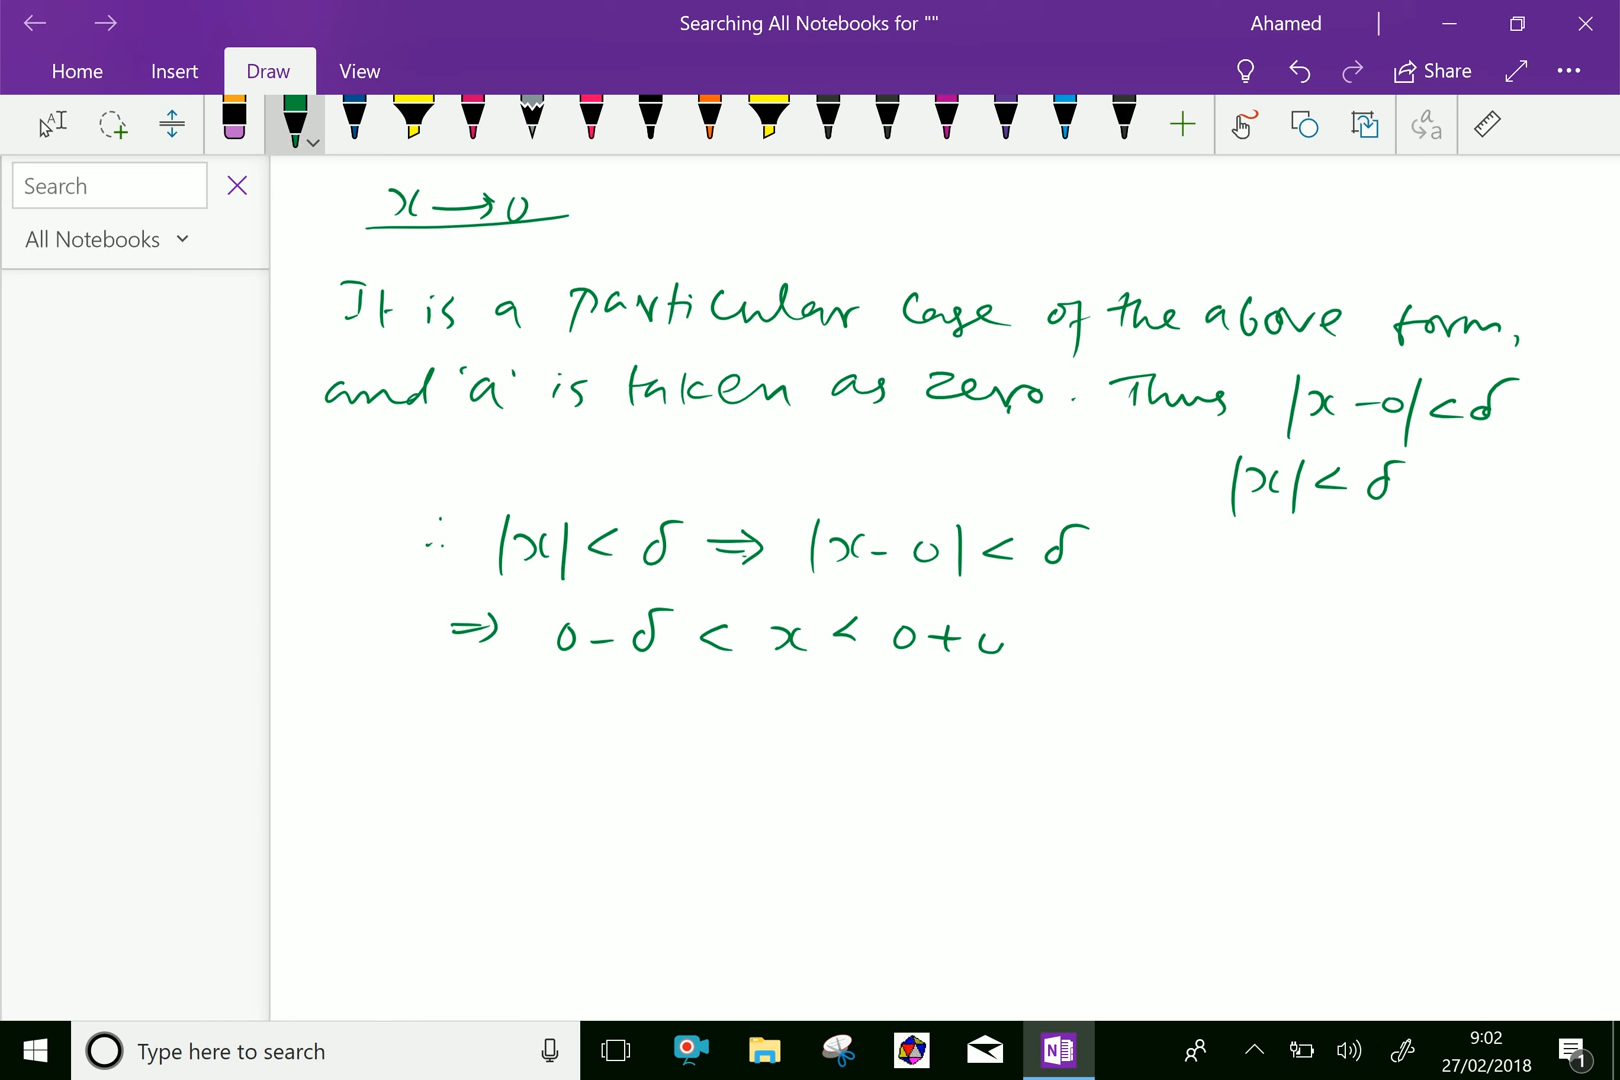 Searching All Notebooks for ""
Ahamed
Home Insert Draw View
Share
Search
All Notebooks
x → 0
It is a particular case of the above form,
and 'a' is taken as zero. Thus |x - 0| < δ
|x| < δ
∴ |x| < δ ⇒ |x - 0| < δ
⇒ 0 - δ < x < 0 +
Type here to search
9:02
27/02/2018
1